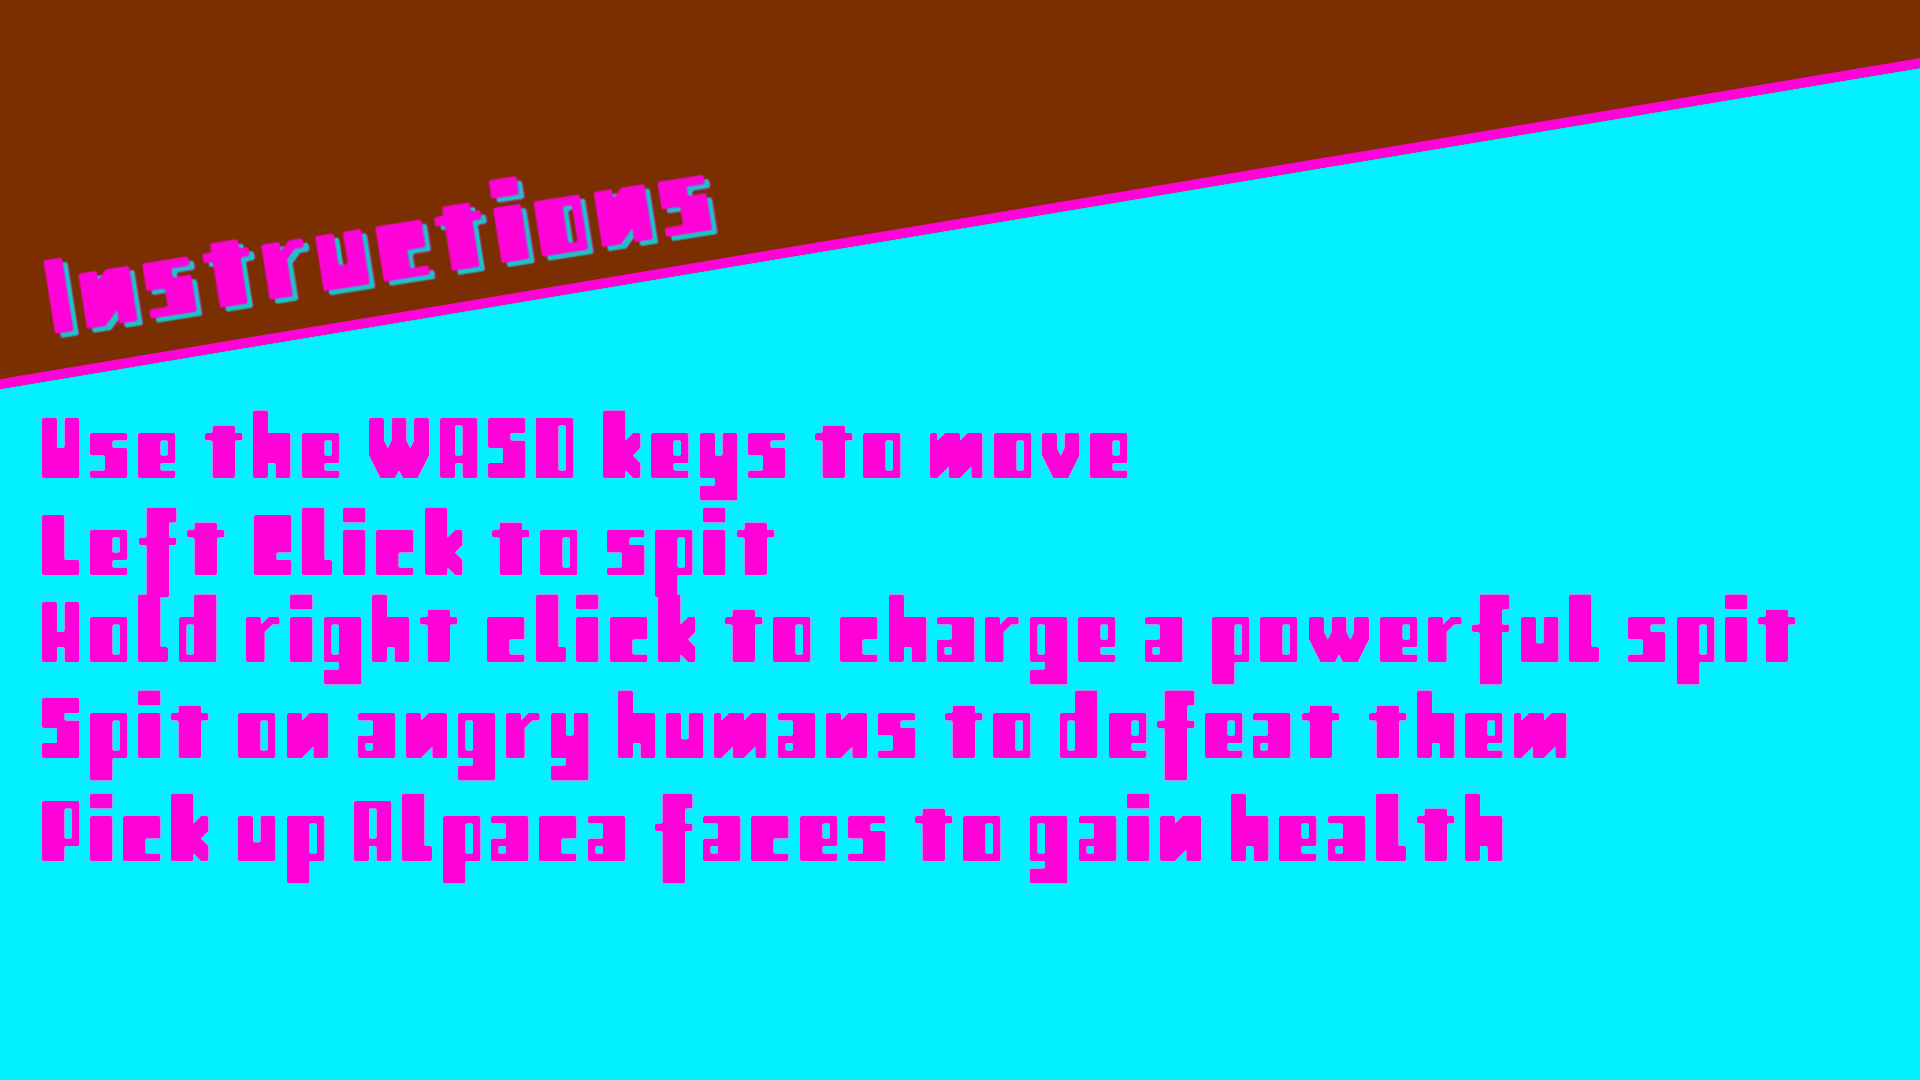 Instructions
Use the WASD keys to move
Left Click to spit
Hold right click to charge a powerful spit
Spit on angry humans to defeat them
Pick up Alpaca faces to gain health